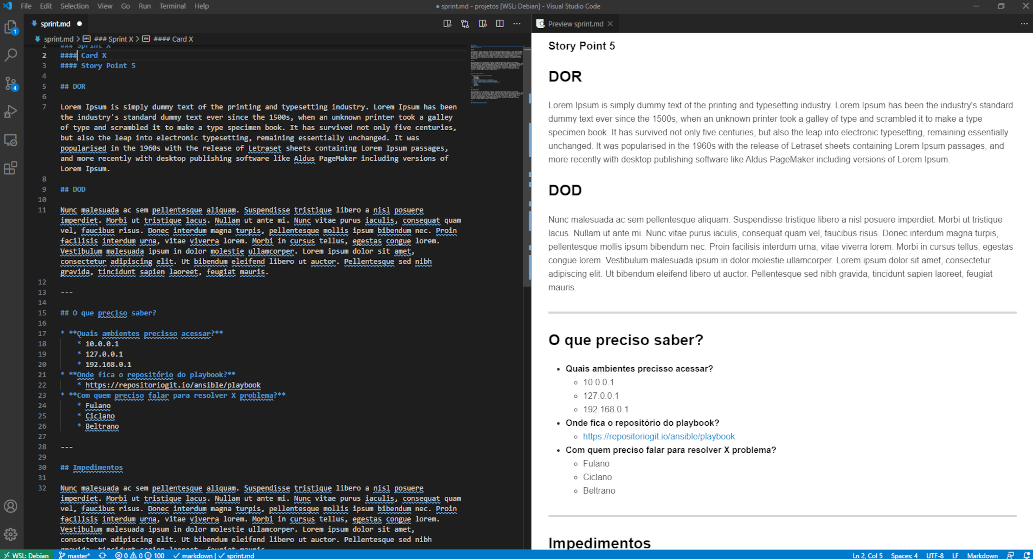 File Edit Selection View Go Run Terminal Help
● sprint.md - projetos [WSL: Debian] - Visual Studio Code
sprint.md ●
Preview sprint.md ×
sprint.md > ### Sprint X > #### Card X
1 ### Sprint X
2 #### Card X
3 #### Story Point 5
4
5 ## DOR
6
7 Lorem Ipsum is simply dummy text of the printing and typesetting industry. Lorem Ipsum has been
the industry's standard dummy text ever since the 1500s, when an unknown printer took a galley
of type and scrambled it to make a type specimen book. It has survived not only five centuries,
but also the leap into electronic typesetting, remaining essentially unchanged. It was
popularised in the 1960s with the release of Letraset sheets containing Lorem Ipsum passages,
and more recently with desktop publishing software like Aldus PageMaker including versions of
Lorem Ipsum.
8
9 ## DOD
10
11 Nunc malesuada ac sem pellentesque aliquam. Suspendisse tristique libero a nisl posuere
imperdiet. Morbi ut tristique lacus. Nullam ut ante mi. Nunc vitae purus iaculis, consequat quam
vel, faucibus risus. Donec interdum magna turpis, pellentesque mollis ipsum bibendum nec. Proin
facilisis interdum urna, vitae viverra lorem. Morbi in cursus tellus, egestas congue lorem.
Vestibulum malesuada ipsum in dolor molestie ullamcorper. Lorem ipsum dolor sit amet,
consectetur adipiscing elit. Ut bibendum eleifend libero ut auctor. Pellentesque sed nibh
gravida, tincidunt sapien laoreet, feugiat mauris.
12
13 ---
14
15 ## O que preciso saber?
16
17 * **Quais ambientes precisso acessar?**
18 * 10.0.0.1
19 * 127.0.0.1
20 * 192.168.0.1
21 * **Onde fica o repositório do playbook?**
22 * https://repositoriogit.io/ansible/playbook
23 * **Com quem preciso falar para resolver X problema?**
24 * Fulano
25 * Ciclano
26 * Beltrano
27
28 ---
29
30 ## Impedimentos
31
32 Nunc malesuada ac sem pellentesque aliquam. Suspendisse tristique libero a nisl posuere
imperdiet. Morbi ut tristique lacus. Nullam ut ante mi. Nunc vitae purus iaculis, consequat quam
vel, faucibus risus. Donec interdum magna turpis, pellentesque mollis ipsum bibendum nec. Proin
facilisis interdum urna, vitae viverra lorem. Morbi in cursus tellus, egestas congue lorem.
Vestibulum malesuada ipsum in dolor molestie ullamcorper. Lorem ipsum dolor sit amet,
consectetur adipiscing elit. Ut bibendum eleifend libero ut auctor. Pellentesque sed nibh
Story Point 5
DOR
Lorem Ipsum is simply dummy text of the printing and typesetting industry. Lorem Ipsum has been the industry's standard
dummy text ever since the 1500s, when an unknown printer took a galley of type and scrambled it to make a type
specimen book. It has survived not only five centuries, but also the leap into electronic typesetting, remaining essentially
unchanged. It was popularised in the 1960s with the release of Letraset sheets containing Lorem Ipsum passages, and
more recently with desktop publishing software like Aldus PageMaker including versions of Lorem Ipsum.
DOD
Nunc malesuada ac sem pellentesque aliquam. Suspendisse tristique libero a nisl posuere imperdiet. Morbi ut tristique
lacus. Nullam ut ante mi. Nunc vitae purus iaculis, consequat quam vel, faucibus risus. Donec interdum magna turpis,
pellentesque mollis ipsum bibendum nec. Proin facilisis interdum urna, vitae viverra lorem. Morbi in cursus tellus, egestas
congue lorem. Vestibulum malesuada ipsum in dolor molestie ullamcorper. Lorem ipsum dolor sit amet, consectetur
adipiscing elit. Ut bibendum eleifend libero ut auctor. Pellentesque sed nibh gravida, tincidunt sapien laoreet, feugiat
mauris.
O que preciso saber?
Quais ambientes precisso acessar?
10.0.0.1
127.0.0.1
192.168.0.1
Onde fica o repositório do playbook?
https://repositoriogit.io/ansible/playbook
Com quem preciso falar para resolver X problema?
Fulano
Ciclano
Beltrano
Impedimentos
WSL: Debian master* 0 0 100 markdown sprint.md
Ln 2, Col 5 Spaces: 4 UTF-8 LF Markdown